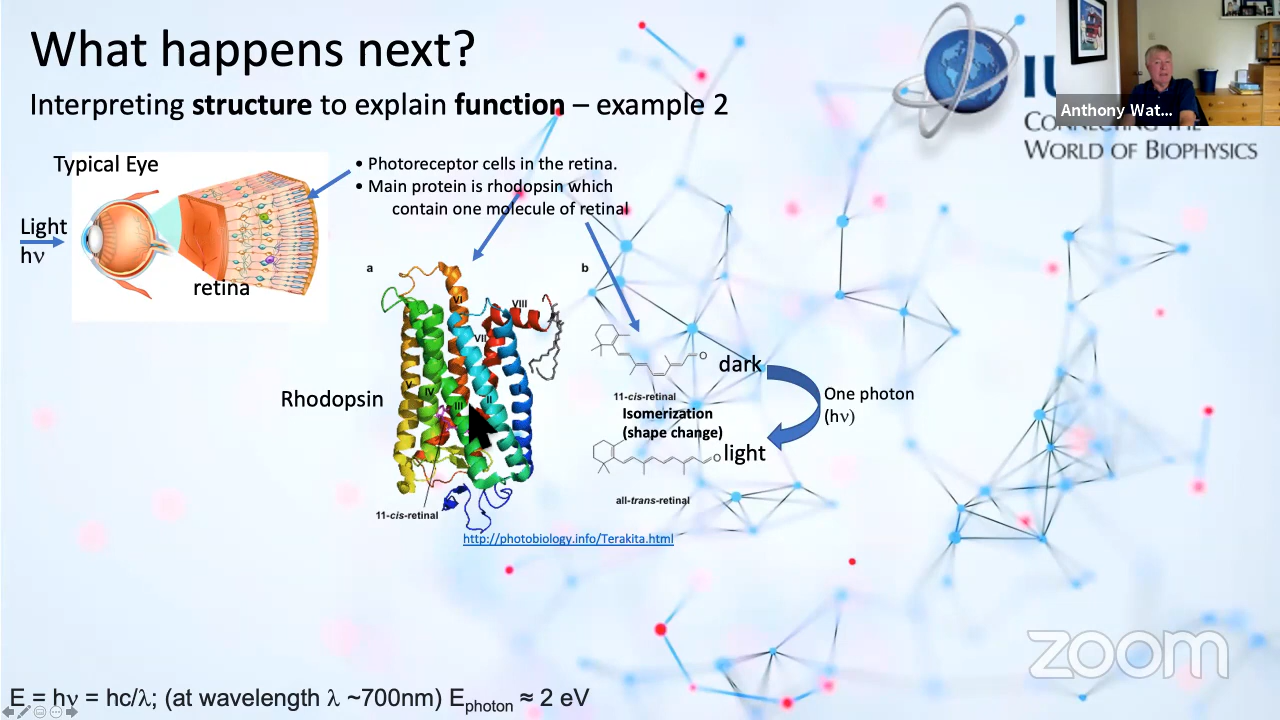 What happens next?
Interpreting structure to explain function – example 2
IU
Anthony Wat...
CONNECTING THE
WORLD OF BIOPHYSICS
Typical Eye
Light
hν
retina
• Photoreceptor cells in the retina.
• Main protein is rhodopsin which
contain one molecule of retinal
a
b
VI
VIII
VII
V
IV
III
II
I
Rhodopsin
11-cis-retinal
O
dark
11-cis-retinal
Isomerization
(shape change)
One photon
(hν)
O
light
all-trans-retinal
http://photobiology.info/Terakita.html
zoom
E = hν = hc/λ; (at wavelength λ ~700nm) Ephoton ≈ 2 eV